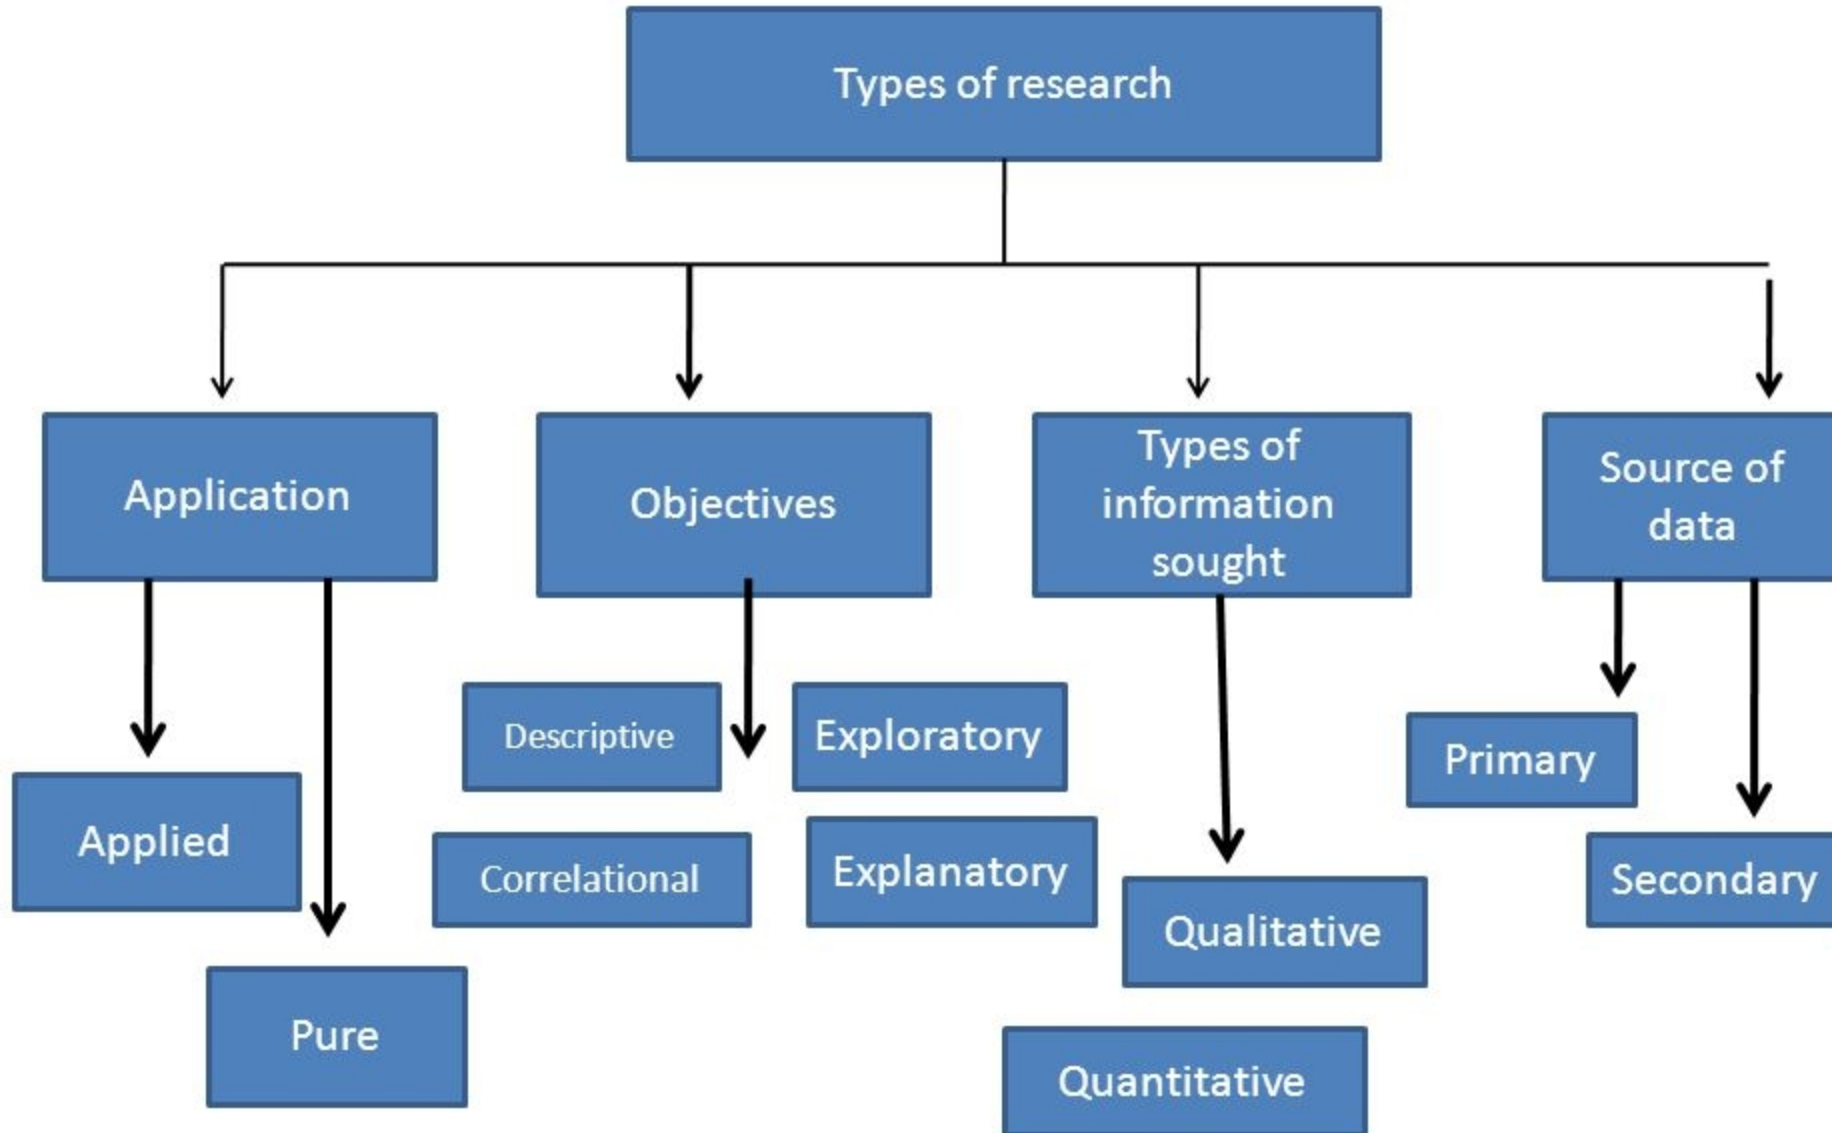 Types of research
Application
Objectives
Types of
information
sought
Source of
data
Descriptive
Exploratory
Primary
Applied
Correlational
Explanatory
Secondary
Qualitative
Pure
Quantitative